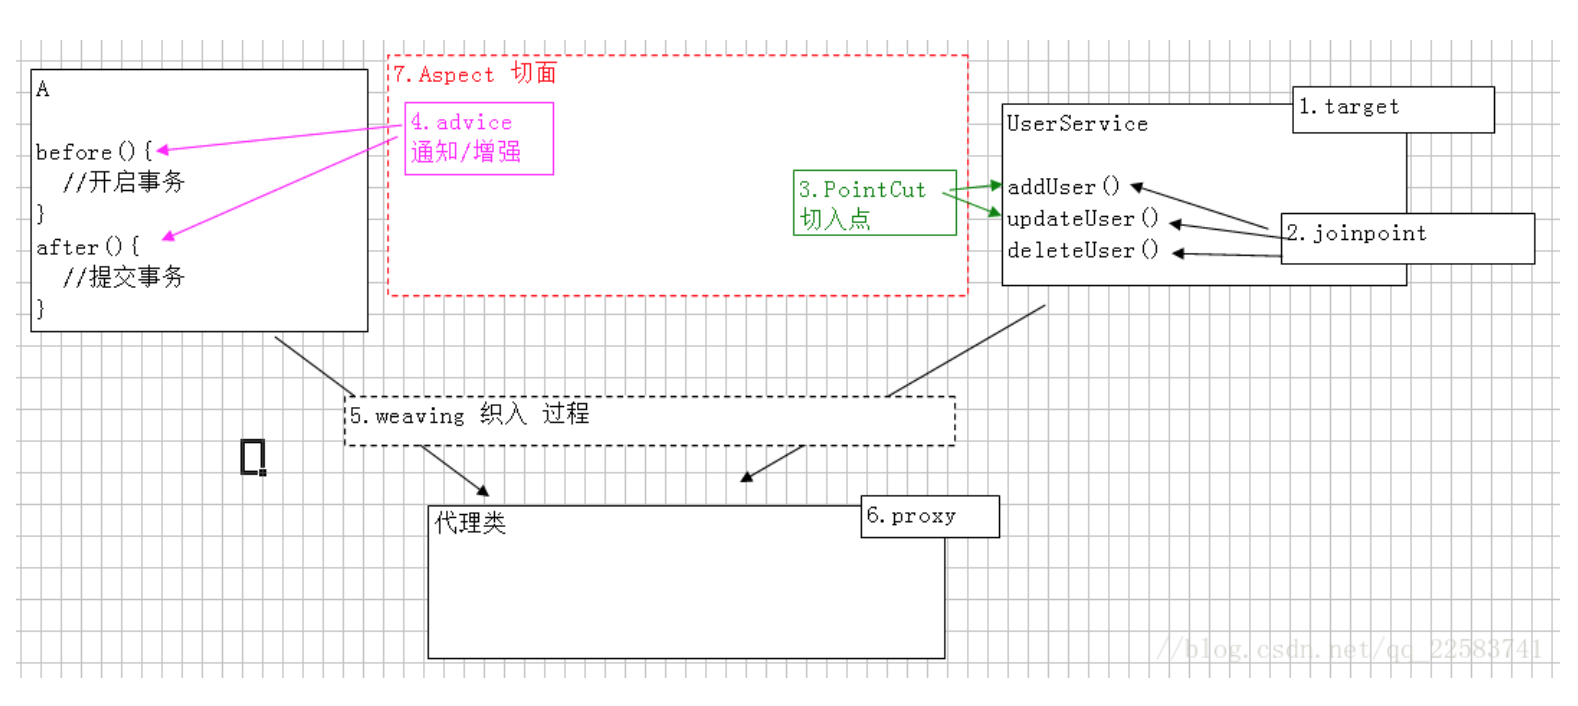 A
before(){
//开启事务
}
after(){
//提交事务
}
7.Aspect 切面
4.advice
通知/增强
3.PointCut
切入点
1.target
UserService
addUser()
updateUser()
deleteUser()
2.joinpoint
5.weaving 织入 过程
代理类
6.proxy
//blog.csdn.net/qq_22583741